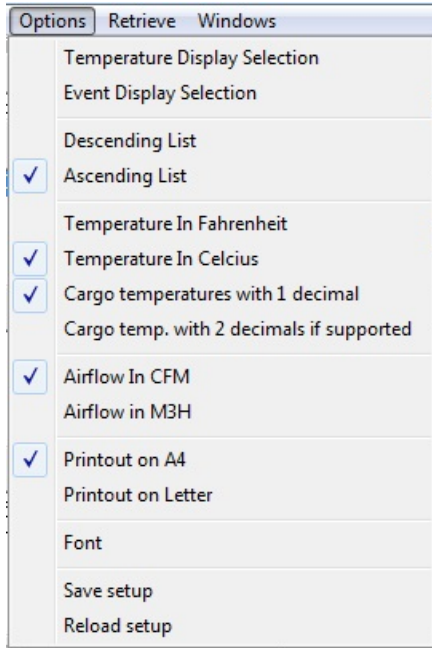 Options Retrieve Windows
Temperature Display Selection
Event Display Selection
Descending List
Ascending List
Temperature In Fahrenheit
Temperature In Celcius
Cargo temperatures with 1 decimal
Cargo temp. with 2 decimals if supported
Airflow In CFM
Airflow in M3H
Printout on A4
Printout on Letter
Font
Save setup
Reload setup